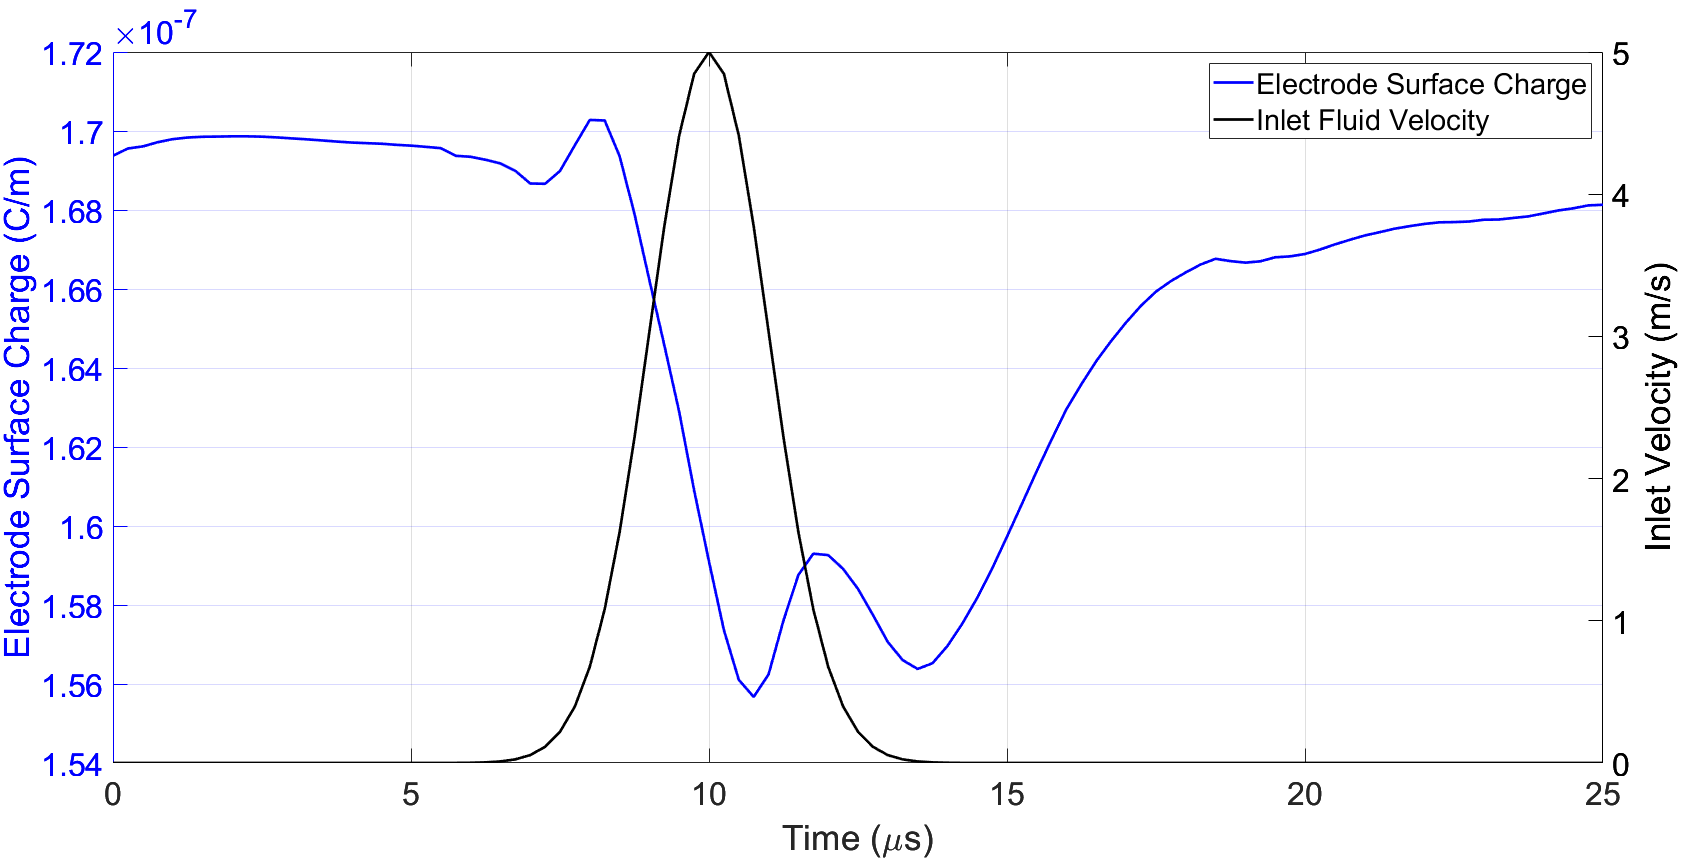 ×10⁻⁷
1.72
1.7
1.68
1.66
1.64
1.62
1.6
1.58
1.56
1.54
Electrode Surface Charge (C/m)
Electrode Surface Charge
Inlet Fluid Velocity
5
4
3
2
1
0
Inlet Velocity (m/s)
0 5 10 15 20 25
Time (μs)